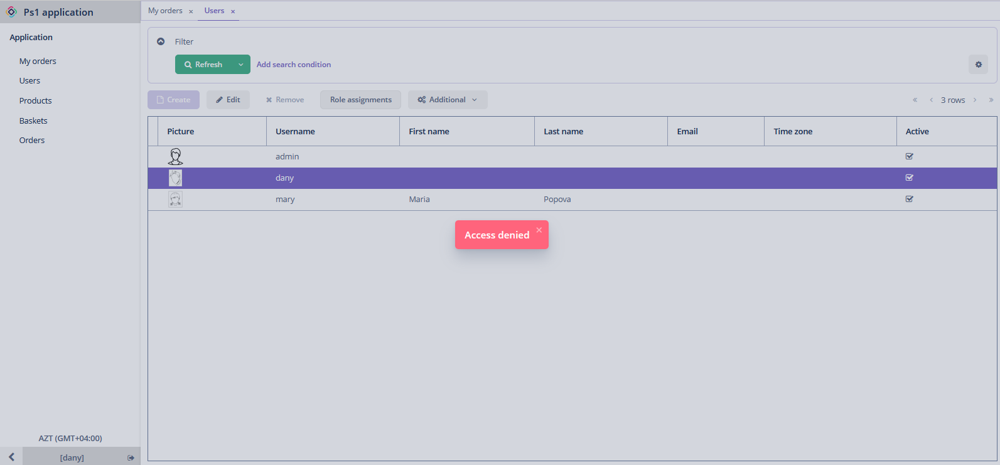 Ps1 application
My orders × Users ×
Application
My orders
Users
Products
Baskets
Orders
Filter
Refresh Add search condition
Create Edit Remove Role assignments Additional 3 rows
Picture Username First name Last name Email Time zone Active
admin
dany
mary Maria Popova
Access denied ×
AZT (GMT+04:00)
[dany]